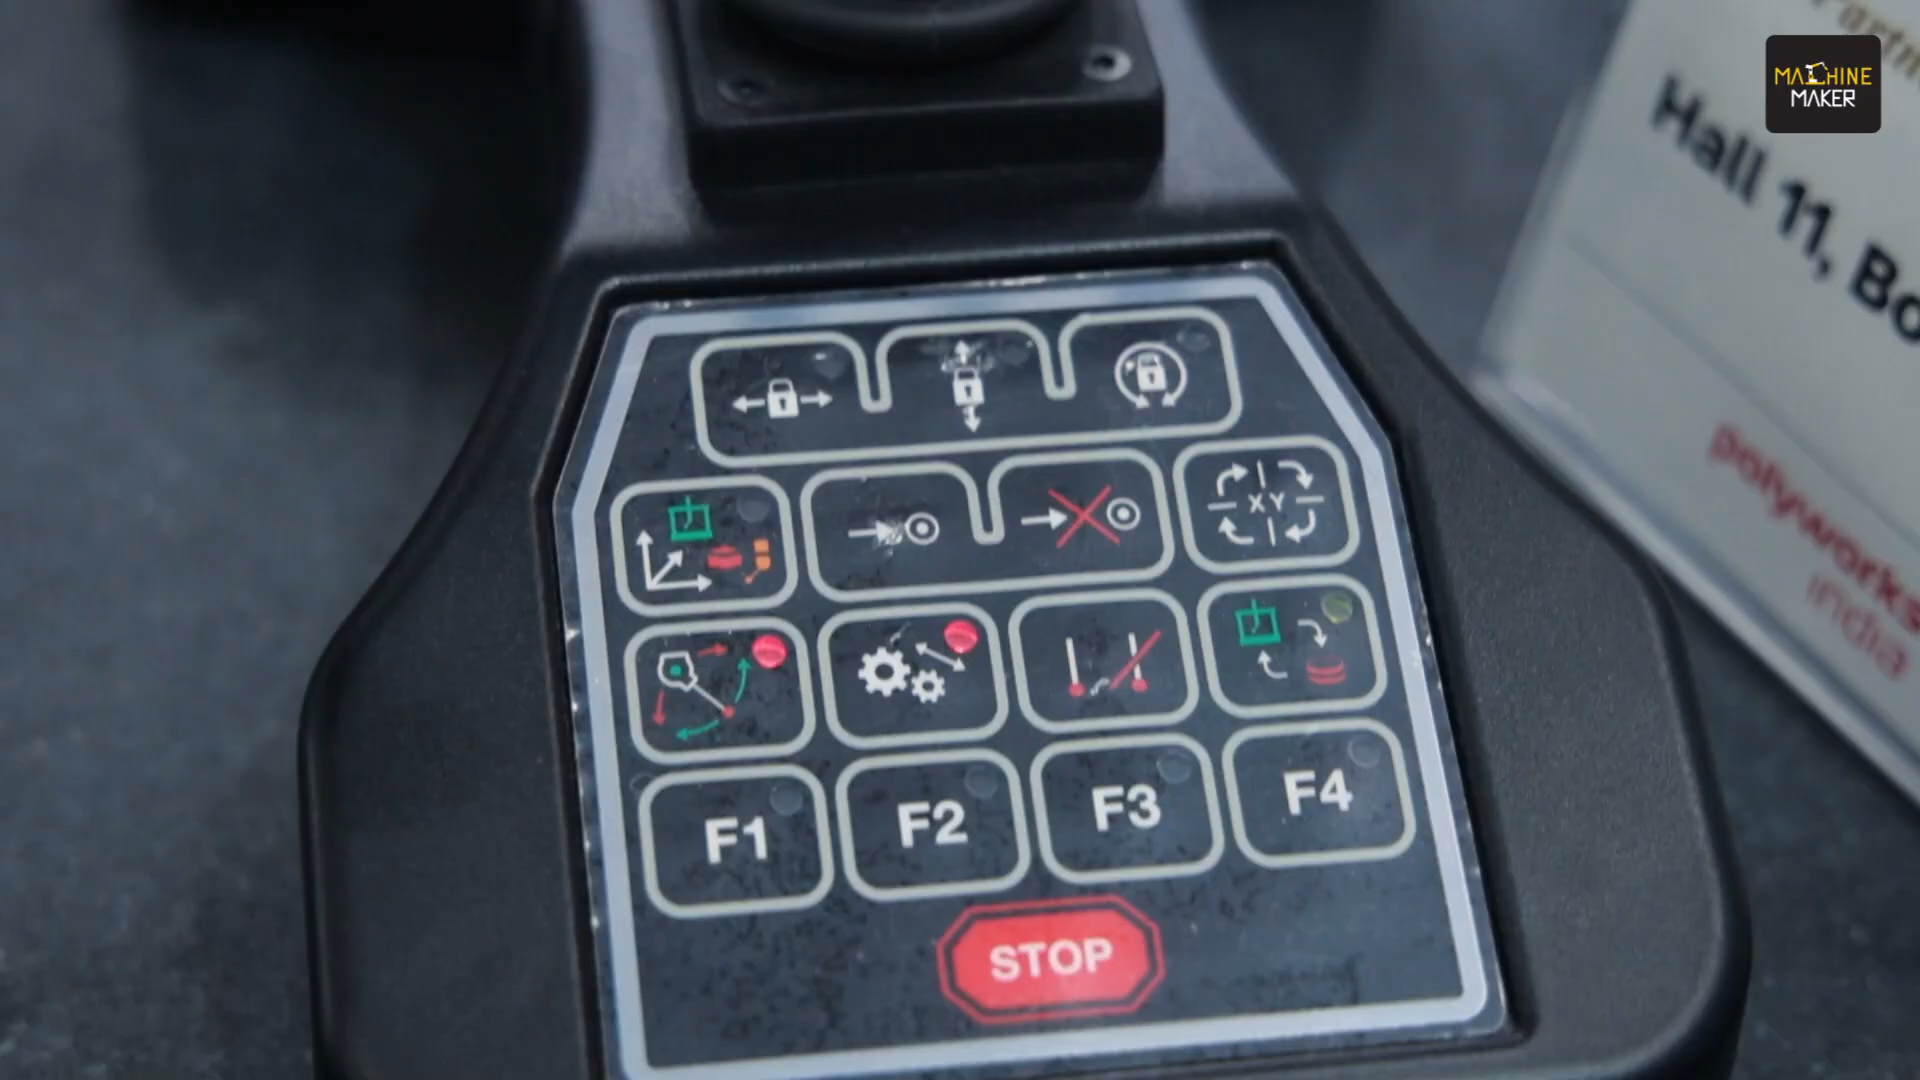 MACHINE
MAKER
Hall 11, Bo
polyworks
india
X Y
F1 F2 F3 F4
STOP